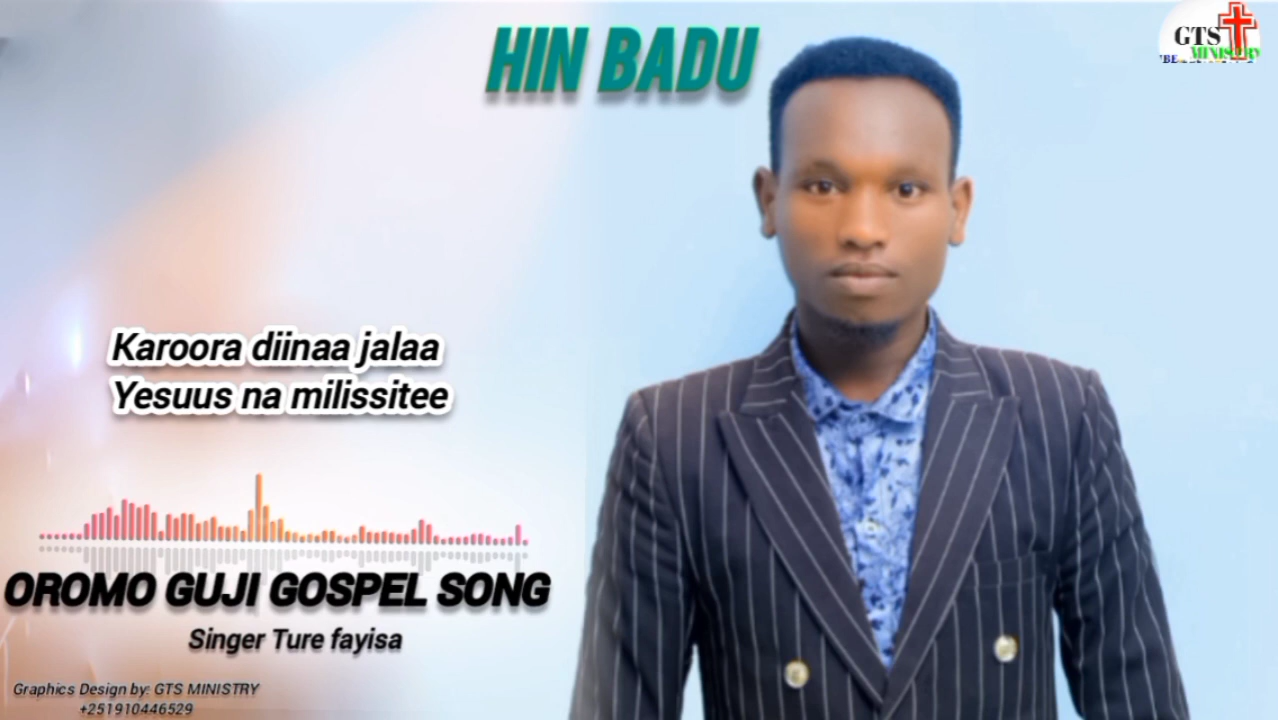 HIN BADU
GTS
MINISTRY
Karoora diinaa jalaa
Yesuus na milissitee
OROMO GUJI GOSPEL SONG
Singer Ture fayisa
Graphics Design by: GTS MINISTRY
+251910446529